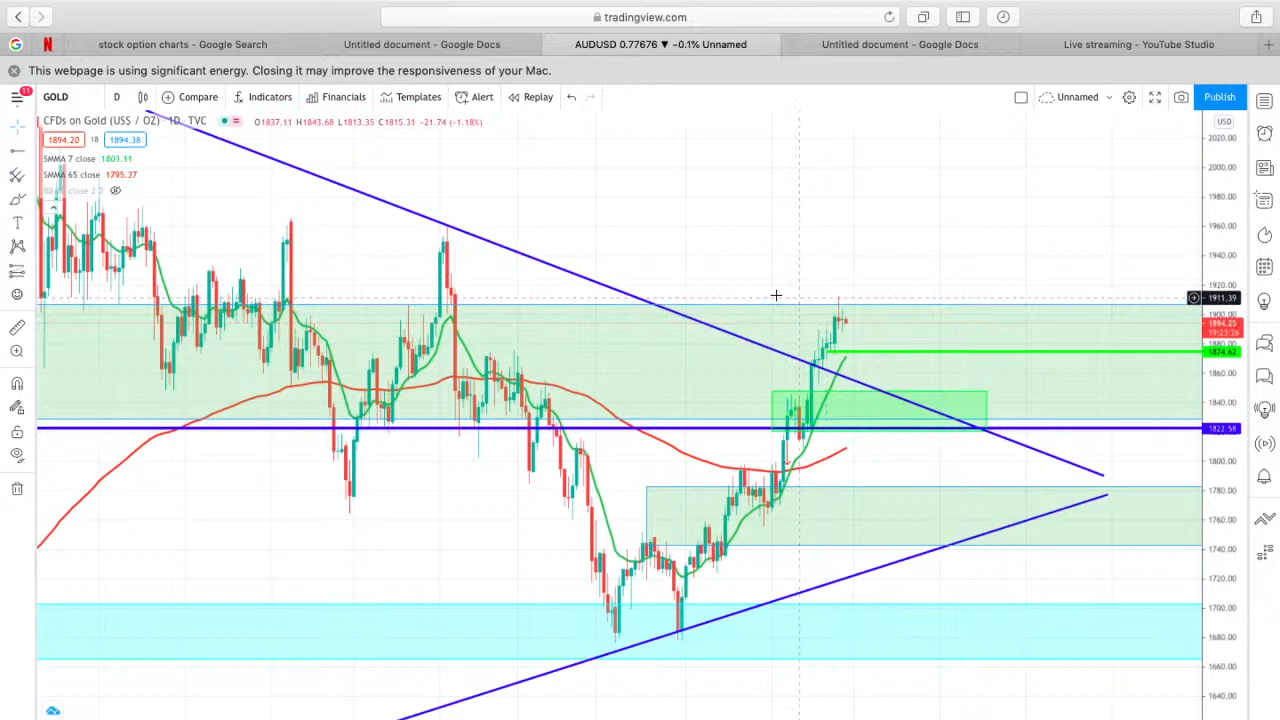 tradingview.com
stock option charts - Google Search
Untitled document - Google Docs
AUDUSD 0.77676 ▼ −0.1% Unnamed
Untitled document - Google Docs
Live streaming - YouTube Studio
This webpage is using significant energy. Closing it may improve the responsiveness of your Mac.
11
GOLD D Compare Indicators Financials Templates Alert Replay Unnamed Publish
CFDs on Gold (US$ / OZ) · 1D · TVC O1837.11 H1843.68 L1813.35 C1815.31 −21.74 (−1.18%)
USD
1894.20 18 1894.38
SMMA 7 close 1803.11
SMMA 65 close 1795.37
2020.00
2000.00
1980.00
1960.00
1940.00
1920.00
1911.39
1900.00
1894.25
19:23:26
1880.00
1874.62
1860.00
1840.00
1822.58
1800.00
1780.00
1760.00
1740.00
1720.00
1700.00
1680.00
1660.00
1640.00